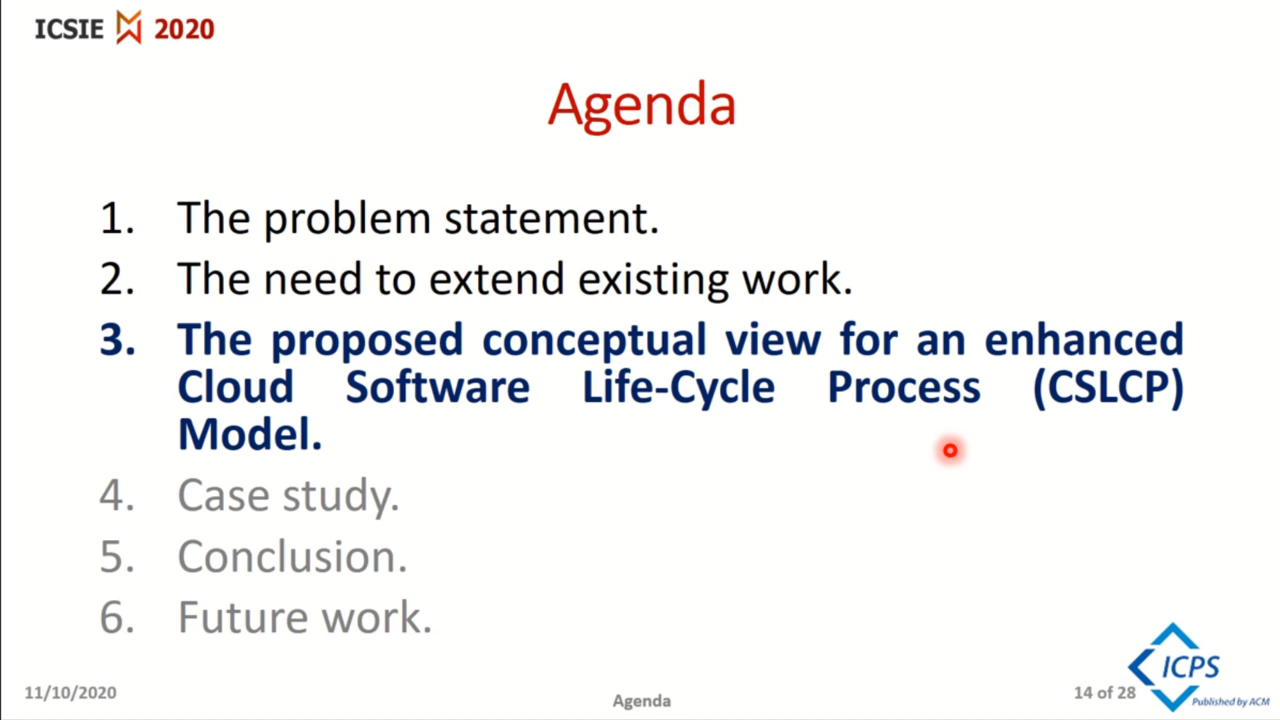 ICSIE 2020
Agenda
1. The problem statement.
2. The need to extend existing work.
3. The proposed conceptual view for an enhanced
Cloud Software Life-Cycle Process (CSLCP)
Model.
4. Case study.
5. Conclusion.
6. Future work.
ICPS
Published by ACM
11/10/2020
Agenda
14 of 28